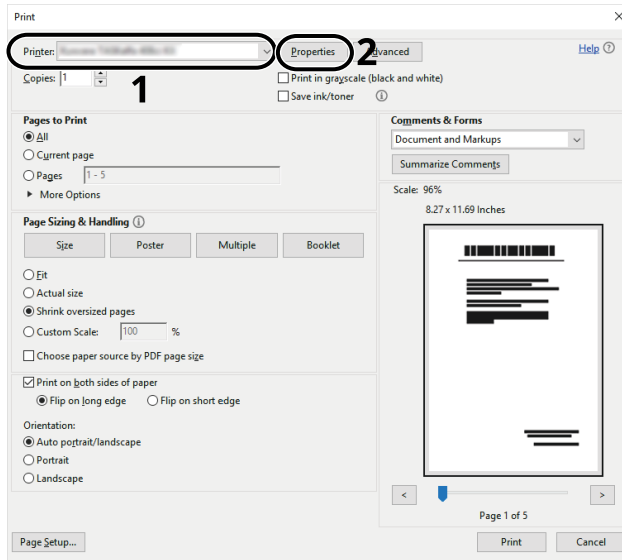 Print
Printer:
Properties
2
Advanced
Help
Copies: 1
1
Print in grayscale (black and white)
Save ink/toner
Pages to Print
All
Current page
Pages 1 - 5
More Options
Page Sizing & Handling
Size Poster Multiple Booklet
Fit
Actual size
Shrink oversized pages
Custom Scale: 100 %
Choose paper source by PDF page size
Print on both sides of paper
Flip on long edge Flip on short edge
Orientation:
Auto portrait/landscape
Portrait
Landscape
Comments & Forms
Document and Markups
Summarize Comments
Scale: 96%
8.27 x 11.69 Inches
< >
Page 1 of 5
Page Setup...
Print Cancel